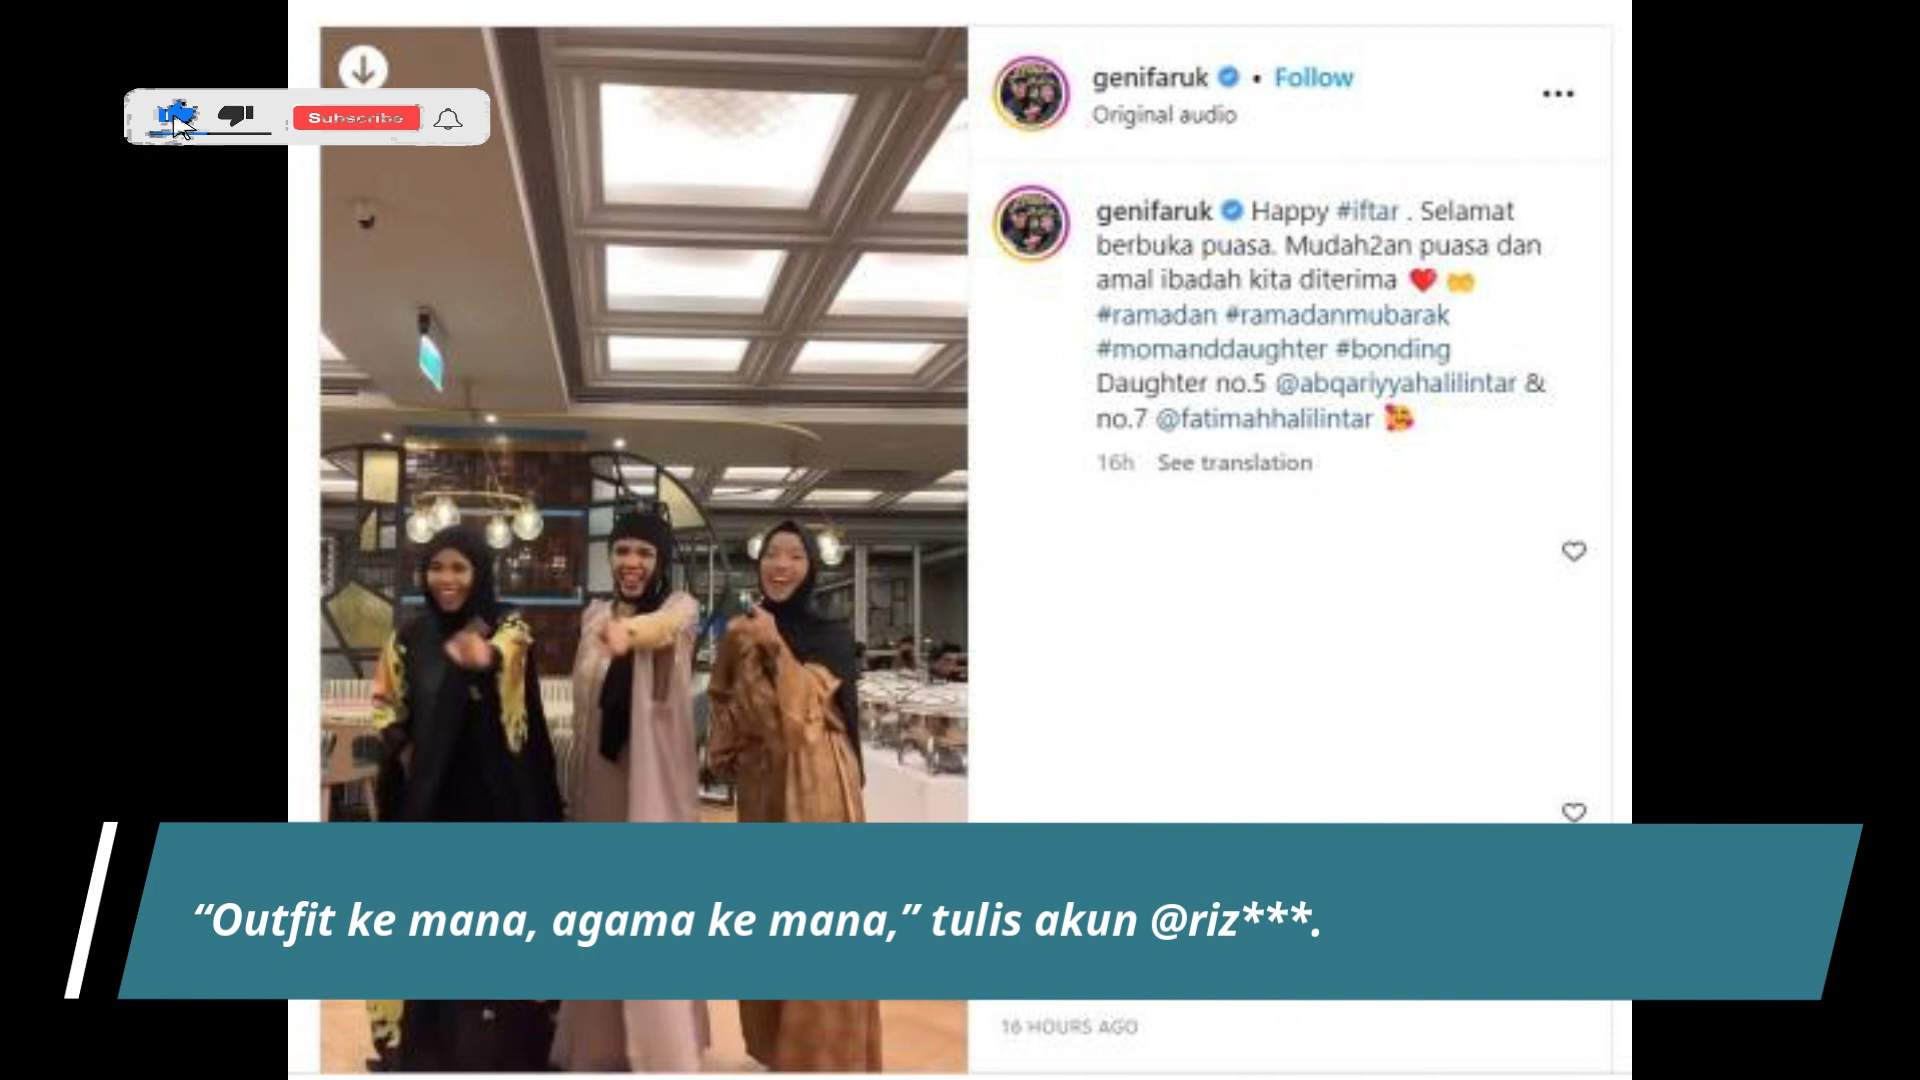 Subscribe
genifaruk • Follow
Original audio
genifaruk Happy #iftar . Selamat
berbuka puasa. Mudah2an puasa dan
amal ibadah kita diterima ❤️ 🤲
#ramadan #ramadanmubarak
#momanddaughter #bonding
Daughter no.5 @abqariyyahalilintar &
no.7 @fatimahhalilintar 🥰
16h See translation
“Outfit ke mana, agama ke mana,” tulis akun @riz***.
16 HOURS AGO